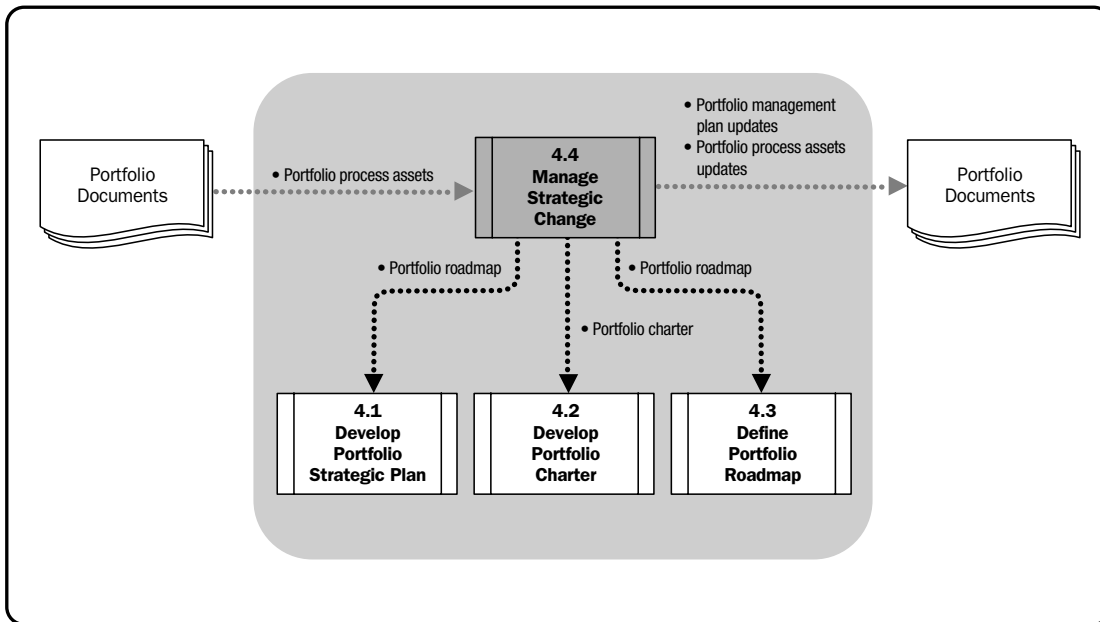 Portfolio
Documents
• Portfolio process assets
4.4
Manage
Strategic
Change
• Portfolio management
plan updates
• Portfolio process assets
updates
Portfolio
Documents
• Portfolio roadmap
• Portfolio roadmap
• Portfolio charter
4.1
Develop
Portfolio
Strategic Plan
4.2
Develop
Portfolio
Charter
4.3
Define
Portfolio
Roadmap